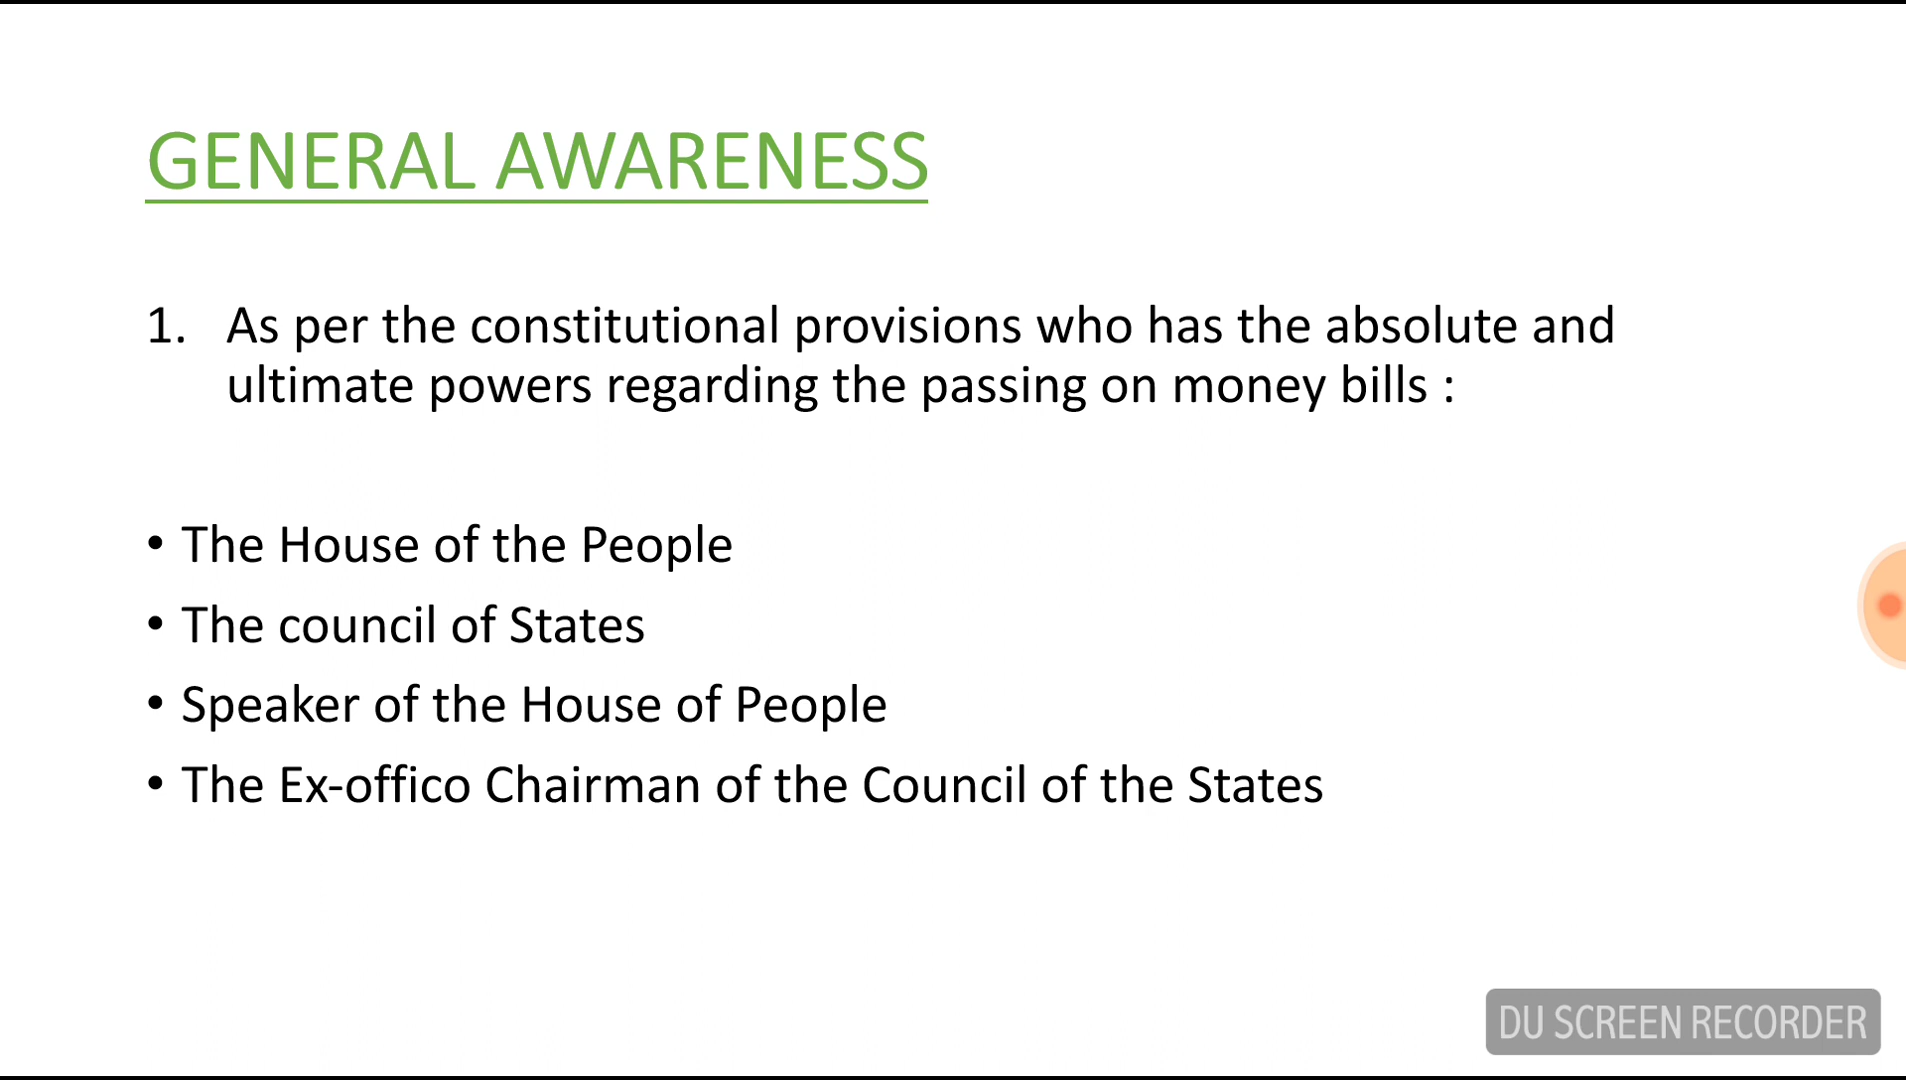 GENERAL AWARENESS
1. As per the constitutional provisions who has the absolute and
ultimate powers regarding the passing on money bills :
• The House of the People
• The council of States
• Speaker of the House of People
• The Ex-offico Chairman of the Council of the States
DU SCREEN RECORDER